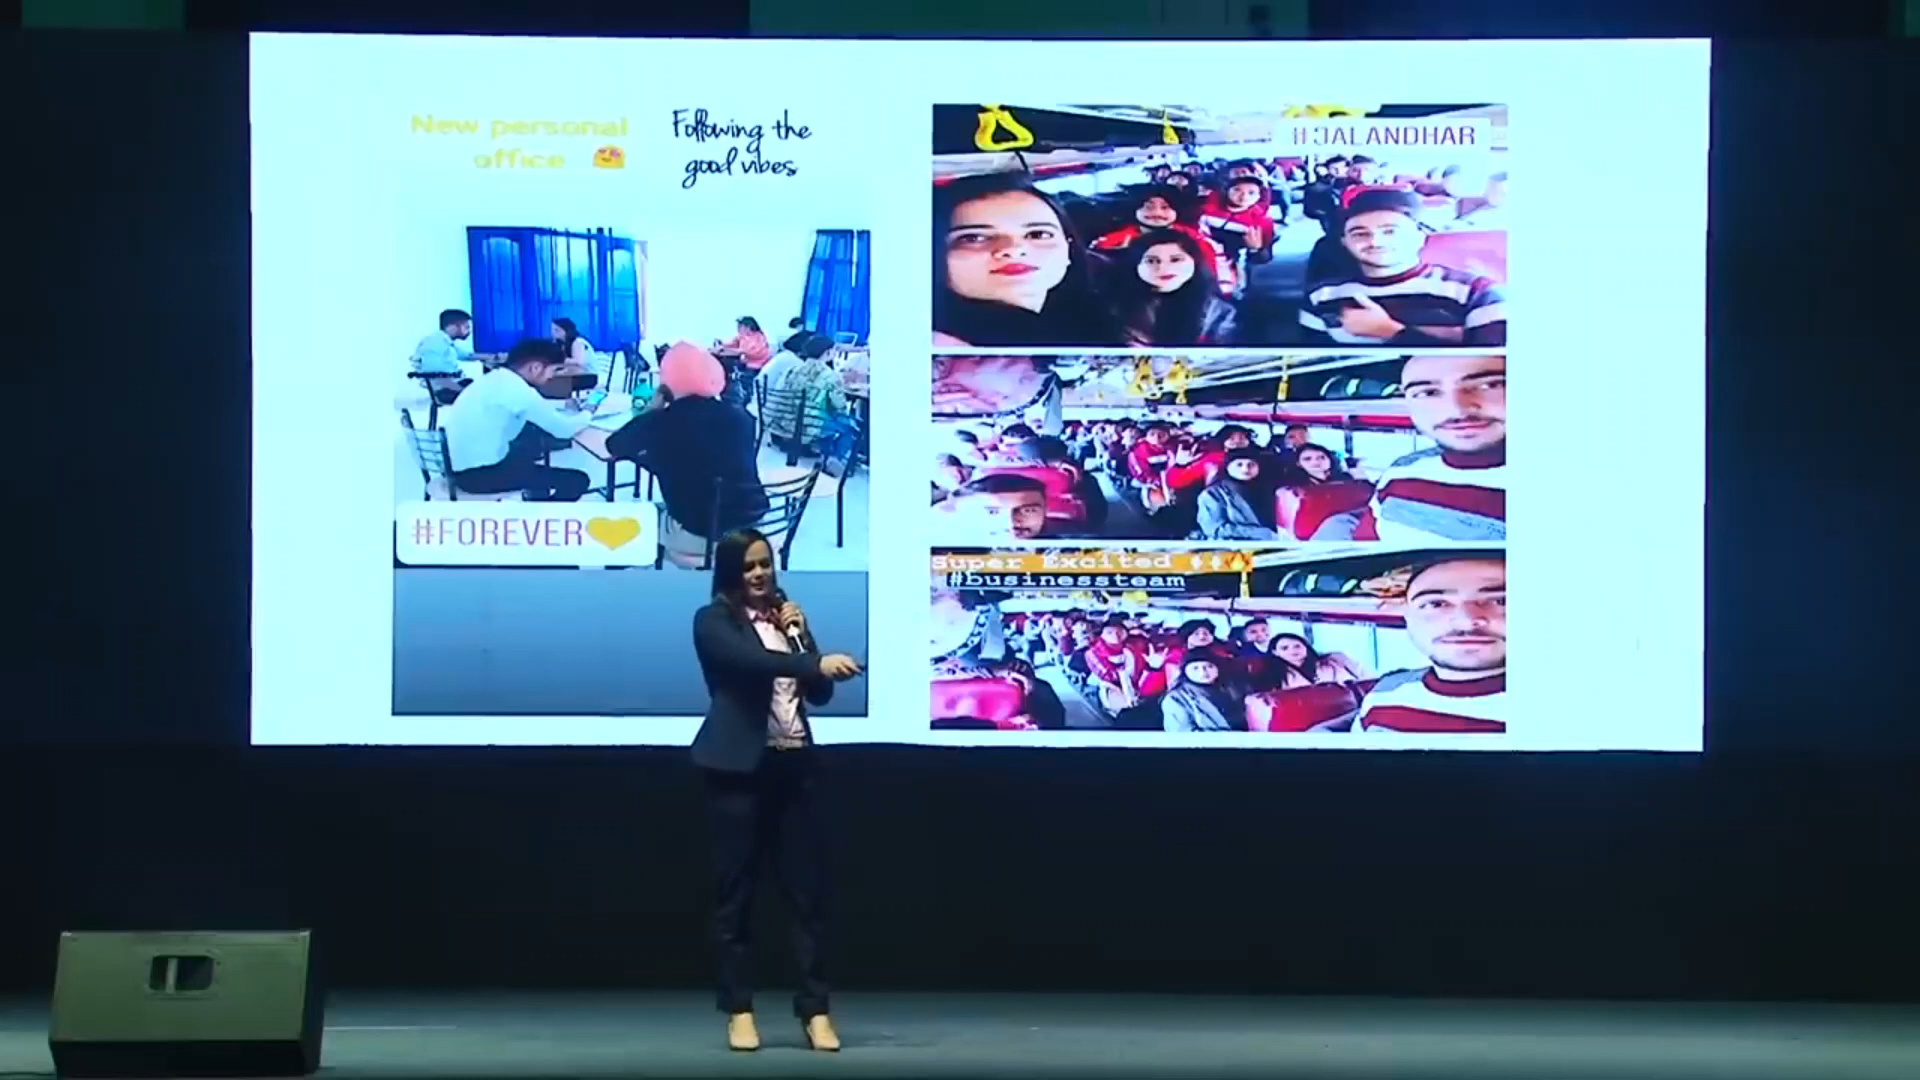 New personal
office
Following the
good vibes
#FOREVER
#JALANDHAR
Super Excited
#businessteam